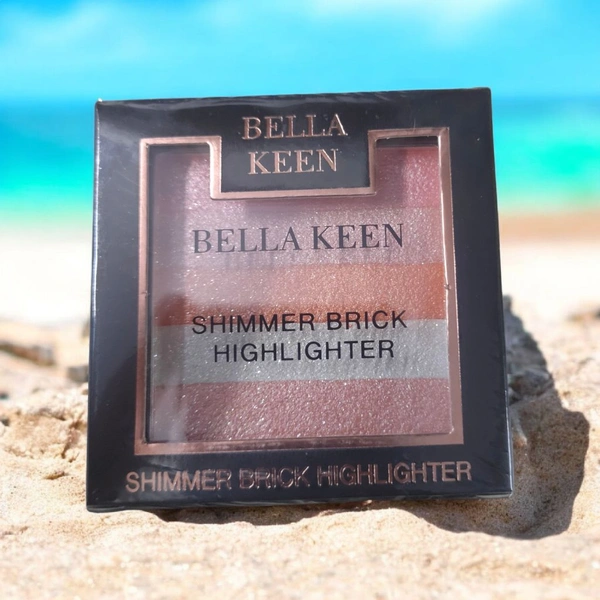 BELLA
KEEN
BELLA KEEN
SHIMMER BRICK
HIGHLIGHTER
SHIMMER BRICK HIGHLIGHTER